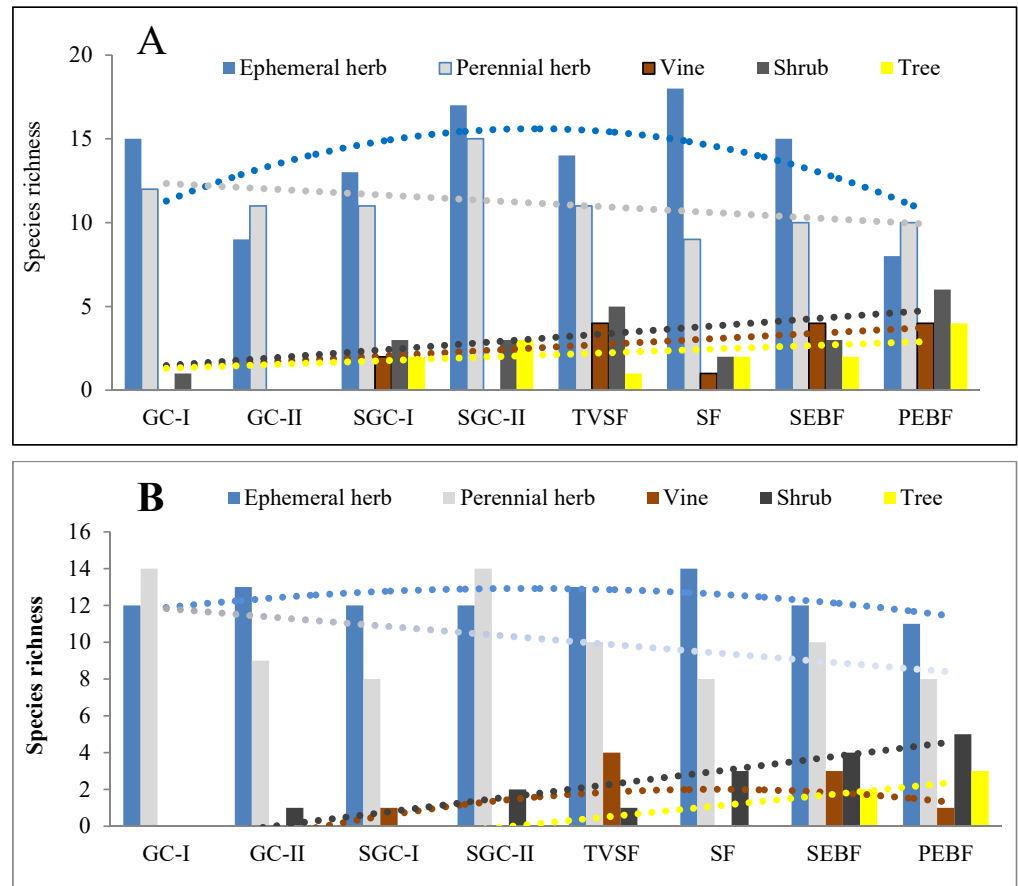 A
Ephemeral herb Perennial herb Vine Shrub Tree
Species richness
20
15
10
5
0
GC-I GC-II SGC-I SGC-II TVSF SF SEBF PEBF
B
Ephemeral herb Perennial herb Vine Shrub Tree
Species richness
16
14
12
10
8
6
4
2
0
GC-I GC-II SGC-I SGC-II TVSF SF SEBF PEBF